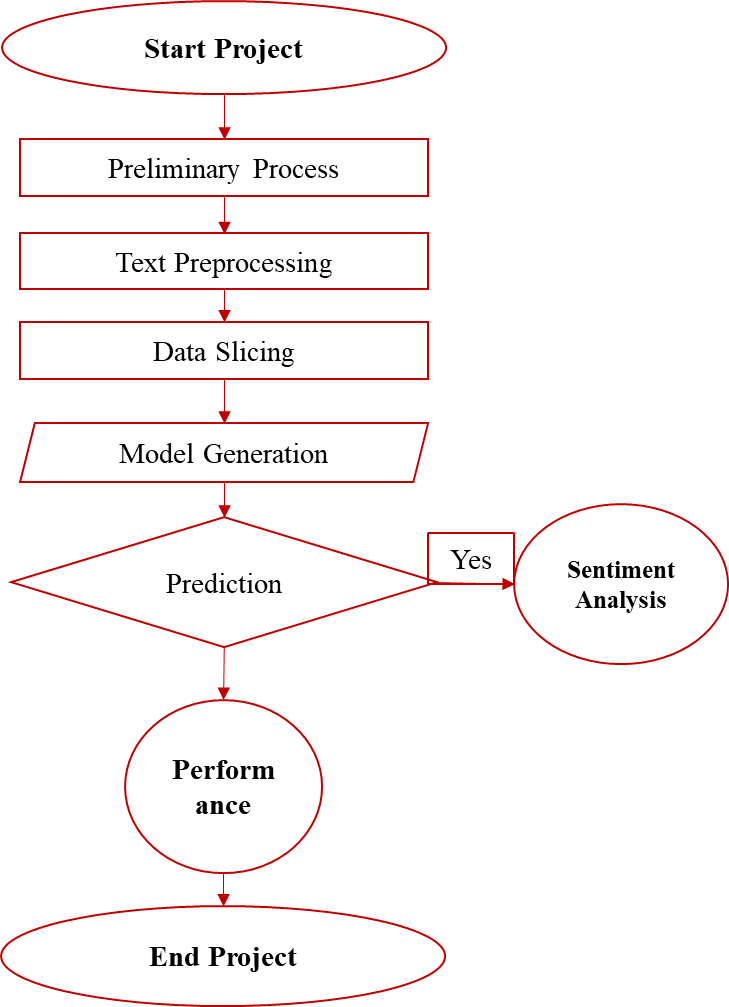 Start Project
Preliminary Process
Text Preprocessing
Data Slicing
Model Generation
Prediction
Yes
Sentiment
Analysis
Perform
ance
End Project